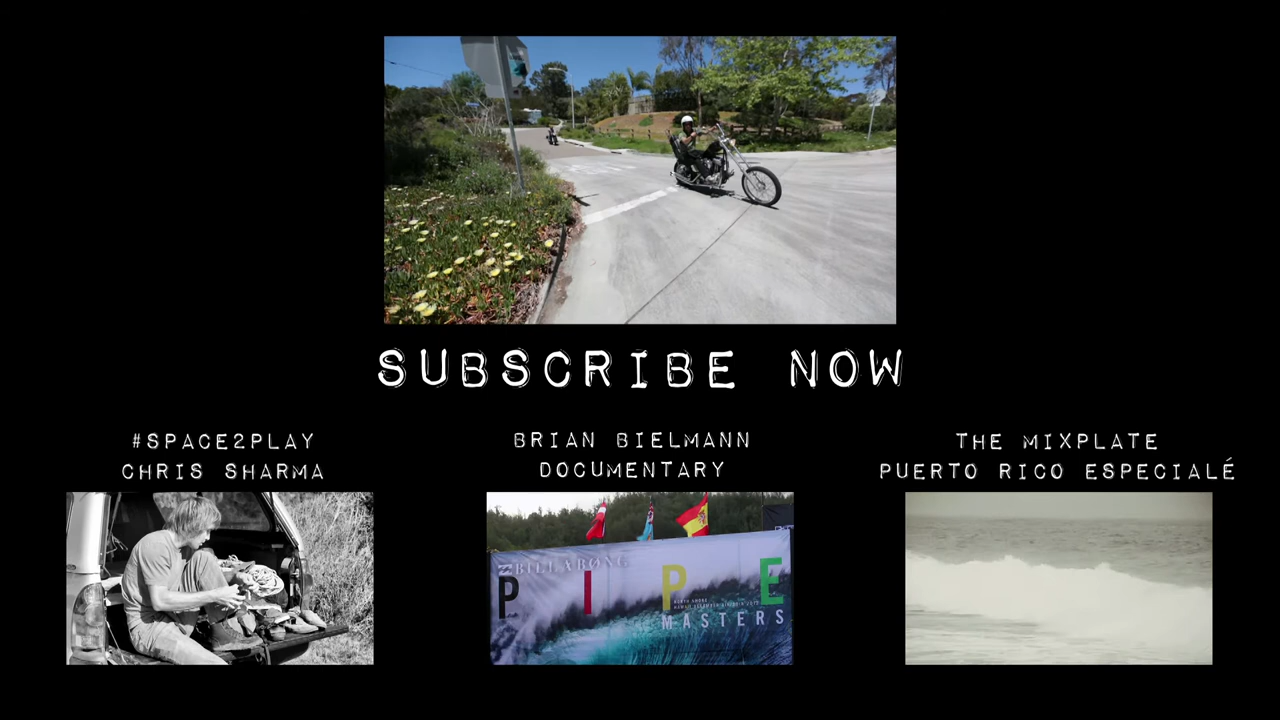 SUBSCRIBE NOW
#SPACE2PLAY
CHRIS SHARMA
BRIAN BIELMANN
DOCUMENTARY
THE MIXPLATE
PUERTO RICO ESPECIALÉ
BILLABONG
PIPE
MASTERS